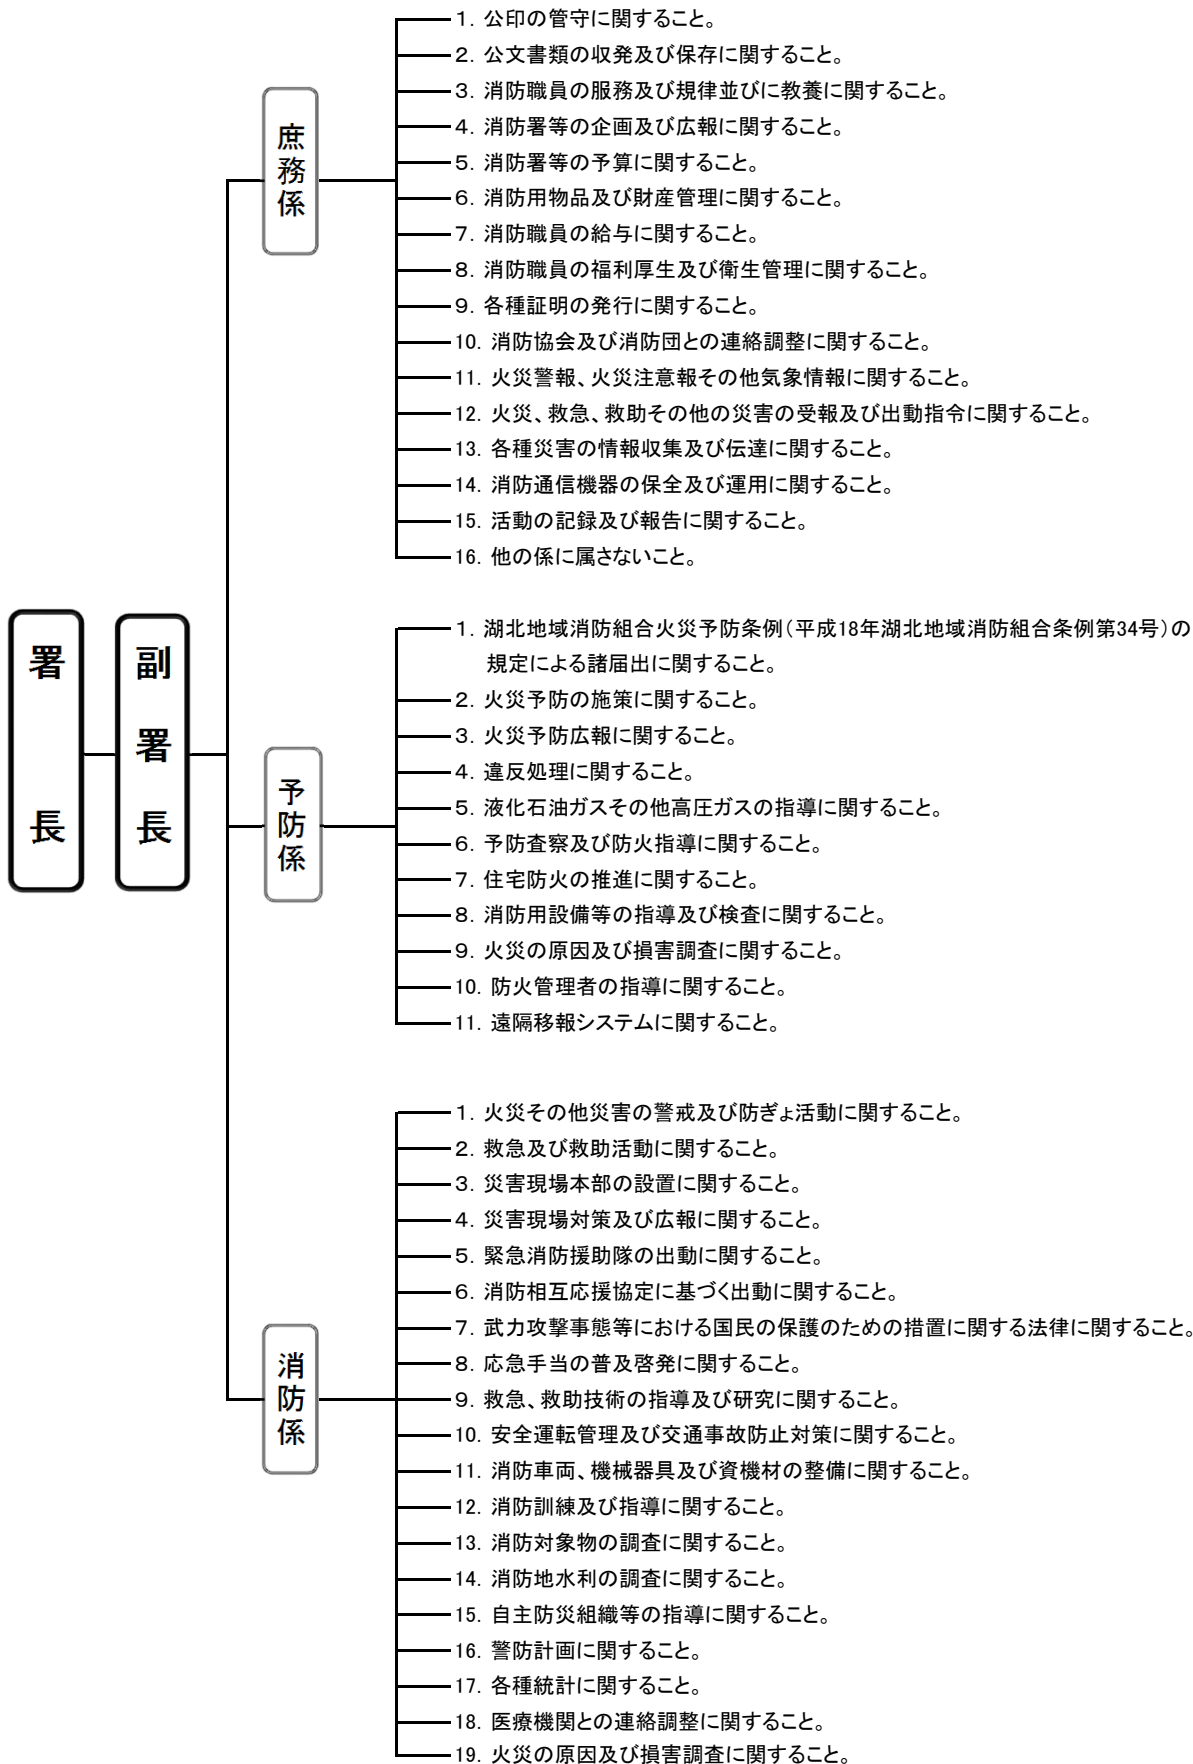 署長
副署長
庶務係
1. 公印の管守に関すること。
2. 公文書類の収発及び保存に関すること。
3. 消防職員の服務及び規律並びに教養に関すること。
4. 消防署等の企画及び広報に関すること。
5. 消防署等の予算に関すること。
6. 消防用物品及び財産管理に関すること。
7. 消防職員の給与に関すること。
8. 消防職員の福利厚生及び衛生管理に関すること。
9. 各種証明の発行に関すること。
10. 消防協会及び消防団との連絡調整に関すること。
11. 火災警報、火災注意報その他気象情報に関すること。
12. 火災、救急、救助その他の災害の受報及び出動指令に関すること。
13. 各種災害の情報収集及び伝達に関すること。
14. 消防通信機器の保全及び運用に関すること。
15. 活動の記録及び報告に関すること。
16. 他の係に属さないこと。
予防係
1. 湖北地域消防組合火災予防条例(平成18年湖北地域消防組合条例第34号)の
規定による諸届出に関すること。
2. 火災予防の施策に関すること。
3. 火災予防広報に関すること。
4. 違反処理に関すること。
5. 液化石油ガスその他高圧ガスの指導に関すること。
6. 予防査察及び防火指導に関すること。
7. 住宅防火の推進に関すること。
8. 消防用設備等の指導及び検査に関すること。
9. 火災の原因及び損害調査に関すること。
10. 防火管理者の指導に関すること。
11. 遠隔移報システムに関すること。
消防係
1. 火災その他災害の警戒及び防ぎょ活動に関すること。
2. 救急及び救助活動に関すること。
3. 災害現場本部の設置に関すること。
4. 災害現場対策及び広報に関すること。
5. 緊急消防援助隊の出動に関すること。
6. 消防相互応援協定に基づく出動に関すること。
7. 武力攻撃事態等における国民の保護のための措置に関する法律に関すること。
8. 応急手当の普及啓発に関すること。
9. 救急、救助技術の指導及び研究に関すること。
10. 安全運転管理及び交通事故防止対策に関すること。
11. 消防車両、機械器具及び資機材の整備に関すること。
12. 消防訓練及び指導に関すること。
13. 消防対象物の調査に関すること。
14. 消防地水利の調査に関すること。
15. 自主防災組織等の指導に関すること。
16. 警防計画に関すること。
17. 各種統計に関すること。
18. 医療機関との連絡調整に関すること。
19. 火災の原因及び損害調査に関すること。